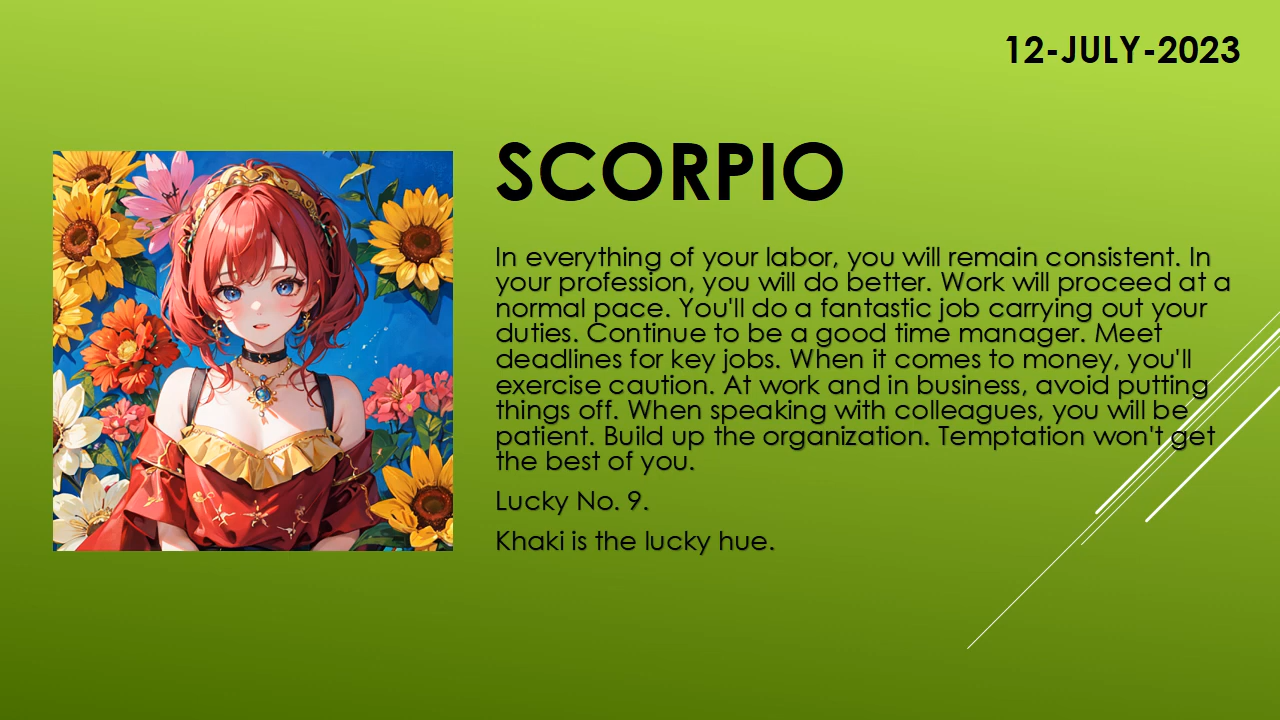 12-JULY-2023
SCORPIO
In everything of your labor, you will remain consistent. In
your profession, you will do better. Work will proceed at a
normal pace. You'll do a fantastic job carrying out your
duties. Continue to be a good time manager. Meet
deadlines for key jobs. When it comes to money, you'll
exercise caution. At work and in business, avoid putting
things off. When speaking with colleagues, you will be
patient. Build up the organization. Temptation won't get
the best of you.
Lucky No. 9.
Khaki is the lucky hue.